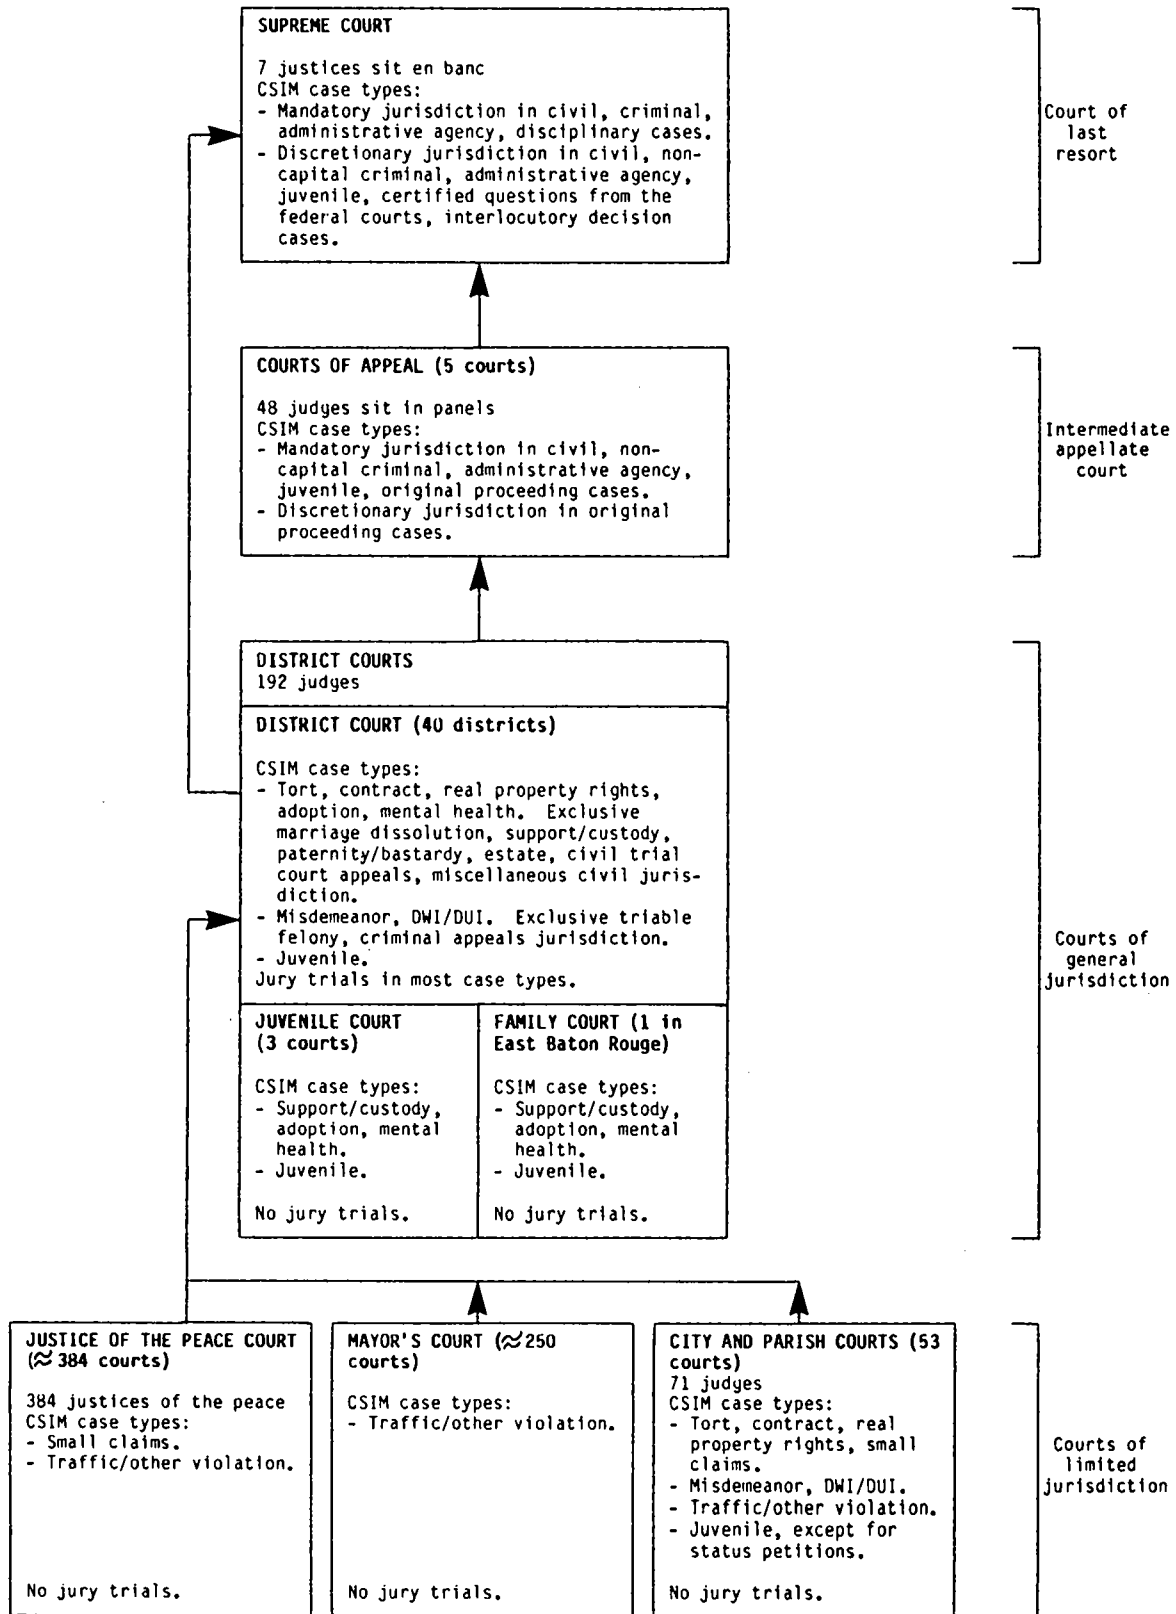 SUPREME COURT
7 justices sit en banc
CSIM case types:
- Mandatory jurisdiction in civil, criminal,
administrative agency, disciplinary cases.
- Discretionary jurisdiction in civil, non-
capital criminal, administrative agency,
juvenile, certified questions from the
federal courts, interlocutory decision
cases.
Court of
last
resort
COURTS OF APPEAL (5 courts)
48 judges sit in panels
CSIM case types:
- Mandatory jurisdiction in civil, non-
capital criminal, administrative agency,
juvenile, original proceeding cases.
- Discretionary jurisdiction in original
proceeding cases.
Intermediate
appellate
court
DISTRICT COURTS
192 judges
DISTRICT COURT (40 districts)
CSIM case types:
- Tort, contract, real property rights,
adoption, mental health. Exclusive
marriage dissolution, support/custody,
paternity/bastardy, estate, civil trial
court appeals, miscellaneous civil juris-
diction.
- Misdemeanor, DWI/DUI. Exclusive triable
felony, criminal appeals jurisdiction.
- Juvenile.
Jury trials in most case types.
JUVENILE COURT
(3 courts)
CSIM case types:
- Support/custody,
adoption, mental
health.
- Juvenile.
No jury trials.
FAMILY COURT (1 in
East Baton Rouge)
CSIM case types:
- Support/custody,
adoption, mental
health.
- Juvenile.
No jury trials.
Courts of
general
jurisdiction
JUSTICE OF THE PEACE COURT
(≈ 384 courts)
384 justices of the peace
CSIM case types:
- Small claims.
- Traffic/other violation.
No jury trials.
MAYOR'S COURT (≈250
courts)
CSIM case types:
- Traffic/other violation.
No jury trials.
CITY AND PARISH COURTS (53
courts)
71 judges
CSIM case types:
- Tort, contract, real
property rights, small
claims.
- Misdemeanor, DWI/DUI.
- Traffic/other violation.
- Juvenile, except for
status petitions.
No jury trials.
Courts of
limited
jurisdiction